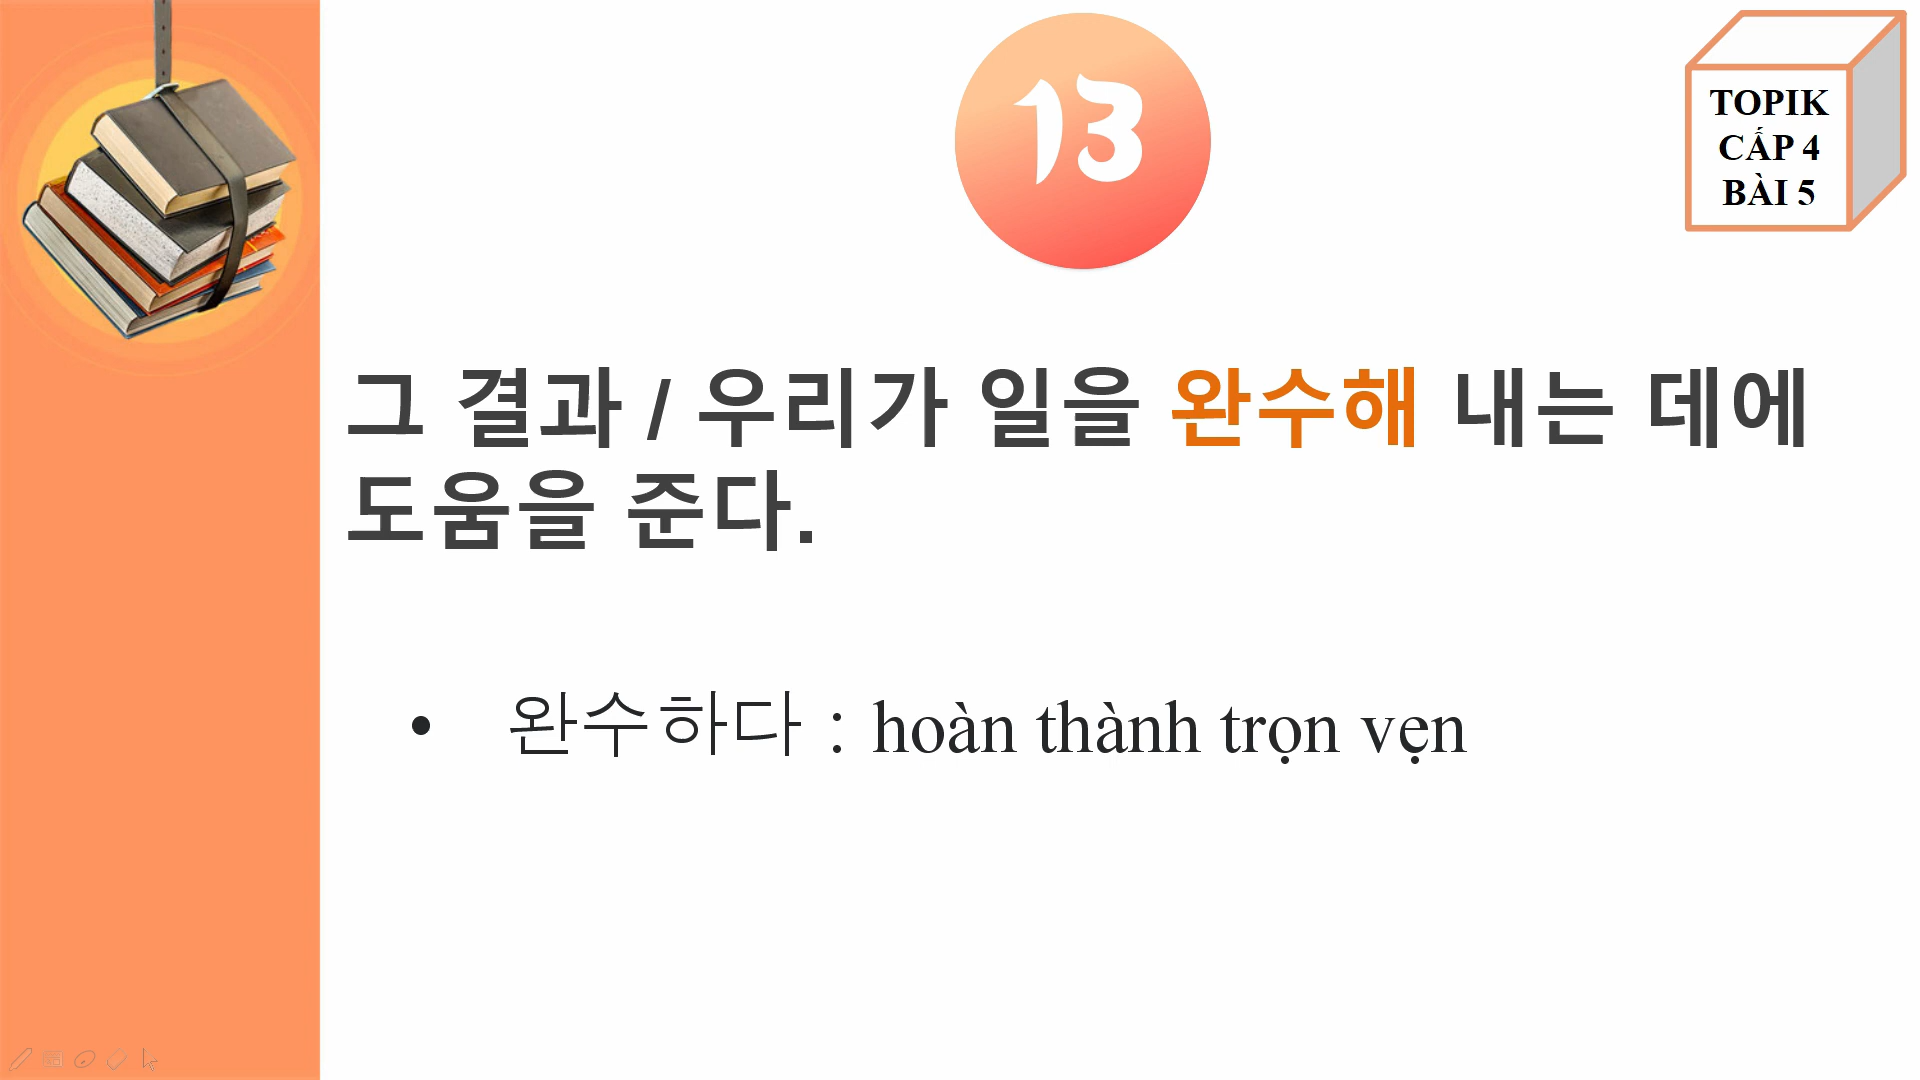 13
TOPIK
CẤP 4
BÀI 5
그 결과 / 우리가 일을 완수해 내는 데에
도움을 준다.
• 완수하다 : hoàn thành trọn vẹn